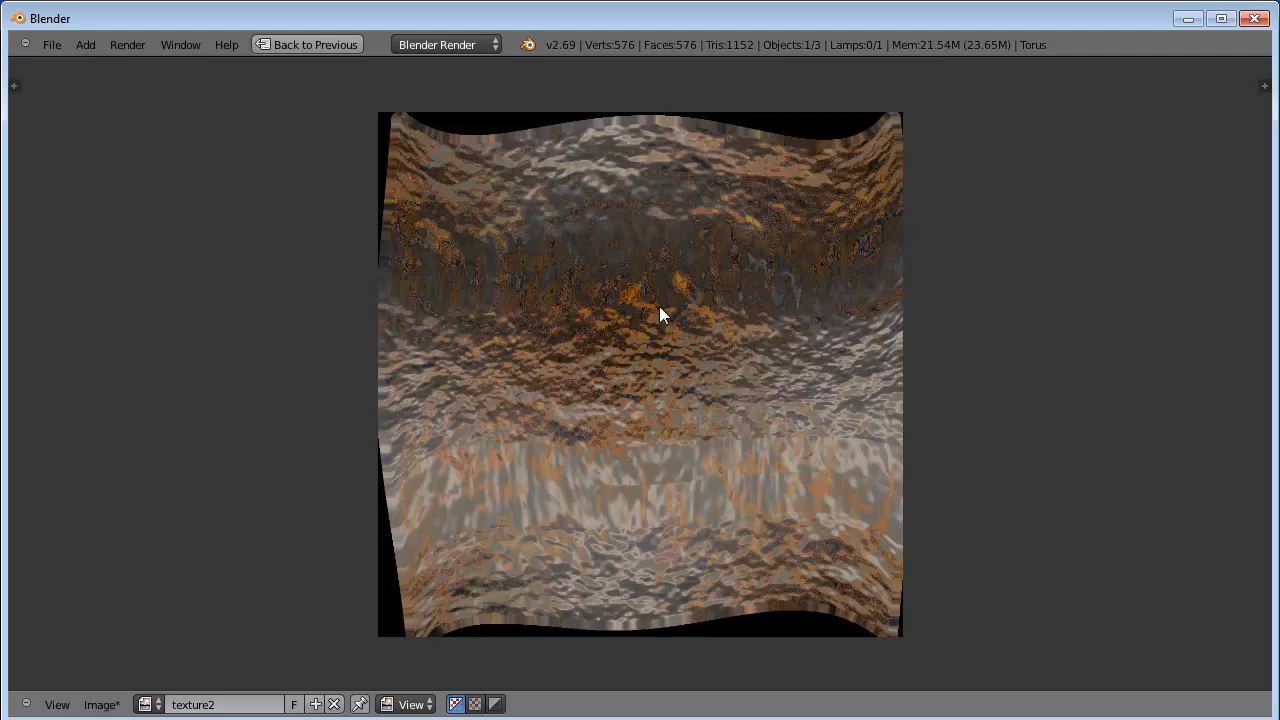 Blender
File Add Render Window Help Back to Previous Blender Render v2.69 | Verts:576 | Faces:576 | Tris:1152 | Objects:1/3 | Lamps:0/1 | Mem:21.54M (23.65M) | Torus
View Image* texture2 F View